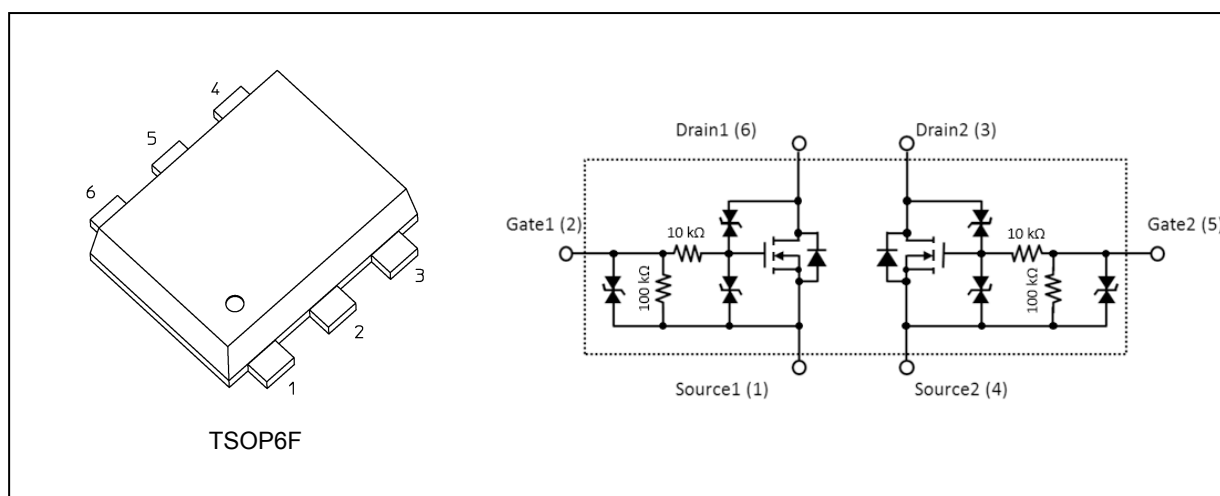 4
5
6
3
2
1
TSOP6F
Drain1 (6)
Drain2 (3)
Gate1 (2)
10 kΩ
100 kΩ
10 kΩ
100 kΩ
Gate2 (5)
Source1 (1)
Source2 (4)